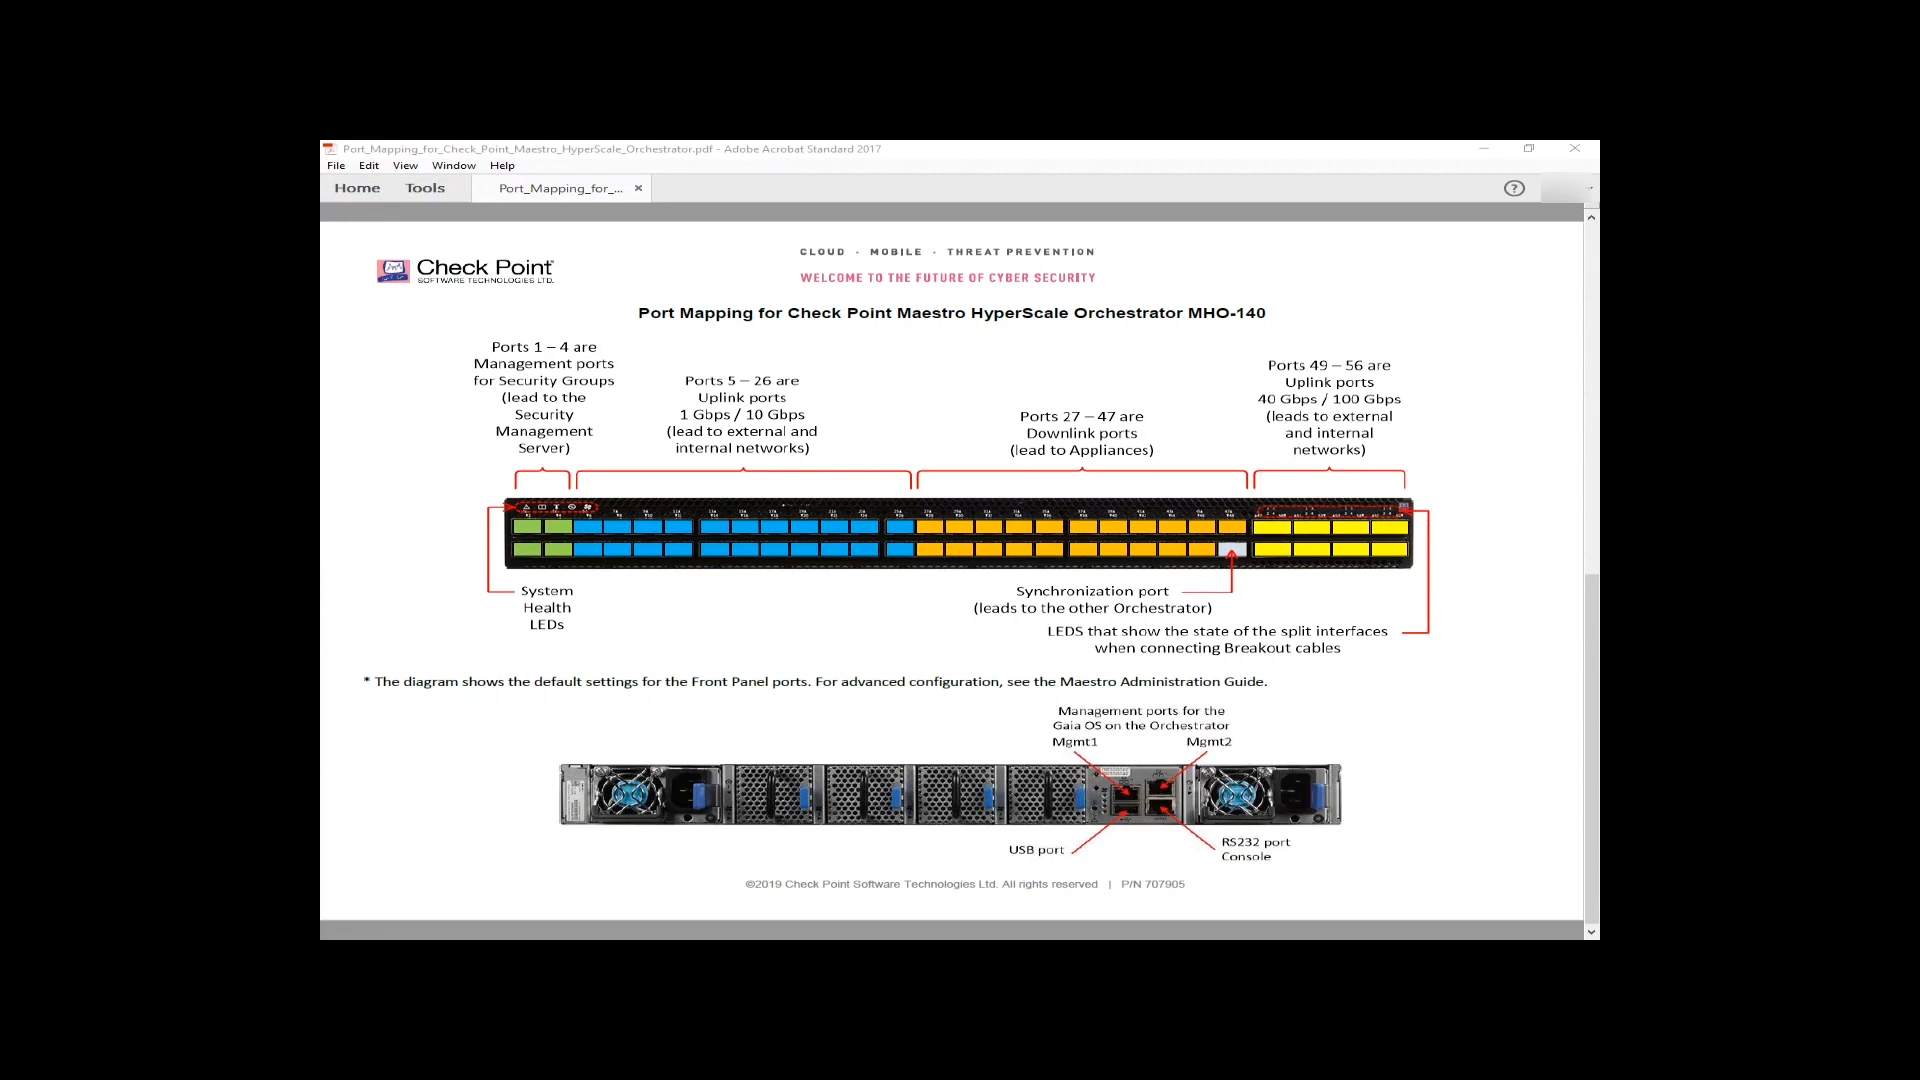 Port_Mapping_for_Check_Point_Maestro_HyperScale_Orchestrator.pdf - Adobe Acrobat Standard 2017
File Edit View Window Help
Home Tools Port_Mapping_for_...
CLOUD · MOBILE · THREAT PREVENTION
Check Point
SOFTWARE TECHNOLOGIES LTD.
WELCOME TO THE FUTURE OF CYBER SECURITY
Port Mapping for Check Point Maestro HyperScale Orchestrator MHO-140
Ports 1 – 4 are
Management ports
for Security Groups
(lead to the
Security
Management
Server)
Ports 5 – 26 are
Uplink ports
1 Gbps / 10 Gbps
(lead to external and
internal networks)
Ports 27 – 47 are
Downlink ports
(lead to Appliances)
Ports 49 – 56 are
Uplink ports
40 Gbps / 100 Gbps
(leads to external
and internal
networks)
System
Health
LEDs
Synchronization port
(leads to the other Orchestrator)
LEDS that show the state of the split interfaces
when connecting Breakout cables
* The diagram shows the default settings for the Front Panel ports. For advanced configuration, see the Maestro Administration Guide.
Management ports for the
Gaia OS on the Orchestrator
Mgmt1 Mgmt2
USB port
RS232 port
Console
©2019 Check Point Software Technologies Ltd. All rights reserved | P/N 707905